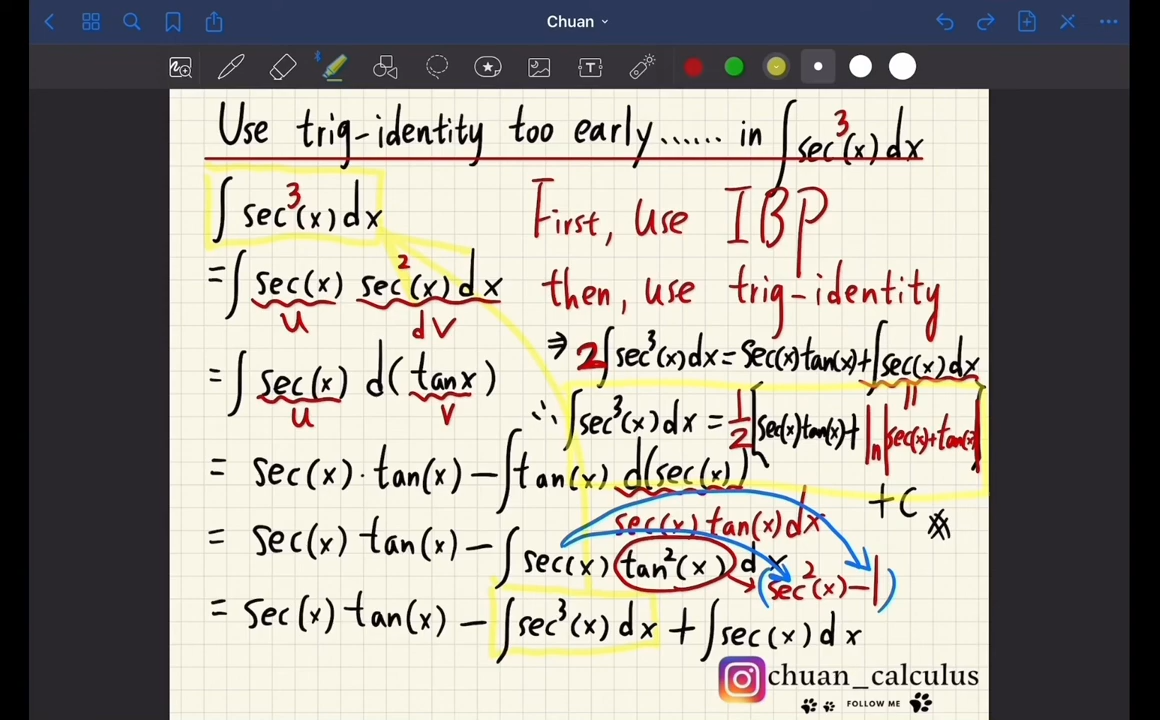 Chuan
Use trig-identity too early...... in ∫sec³(x)dx
∫sec³(x)dx
First, use IBP
then, use trig-identity
=∫sec(x) sec²(x)dx
u dv
=∫sec(x) d(tanx)
u v
= sec(x)·tan(x)-∫tan(x) d(sec(x))
sec(x)tan(x)dx
= sec(x)tan(x)-∫sec(x)tan²(x)dx
(sec²(x)-1)
= sec(x)tan(x)-∫sec³(x)dx+∫sec(x)dx
⇒ 2∫sec³(x)dx=sec(x)tan(x)+∫sec(x)dx
∴ ∫sec³(x)dx=1/2[sec(x)tan(x)+ln|sec(x)+tan(x)|
+C
chuan_calculus
FOLLOW ME